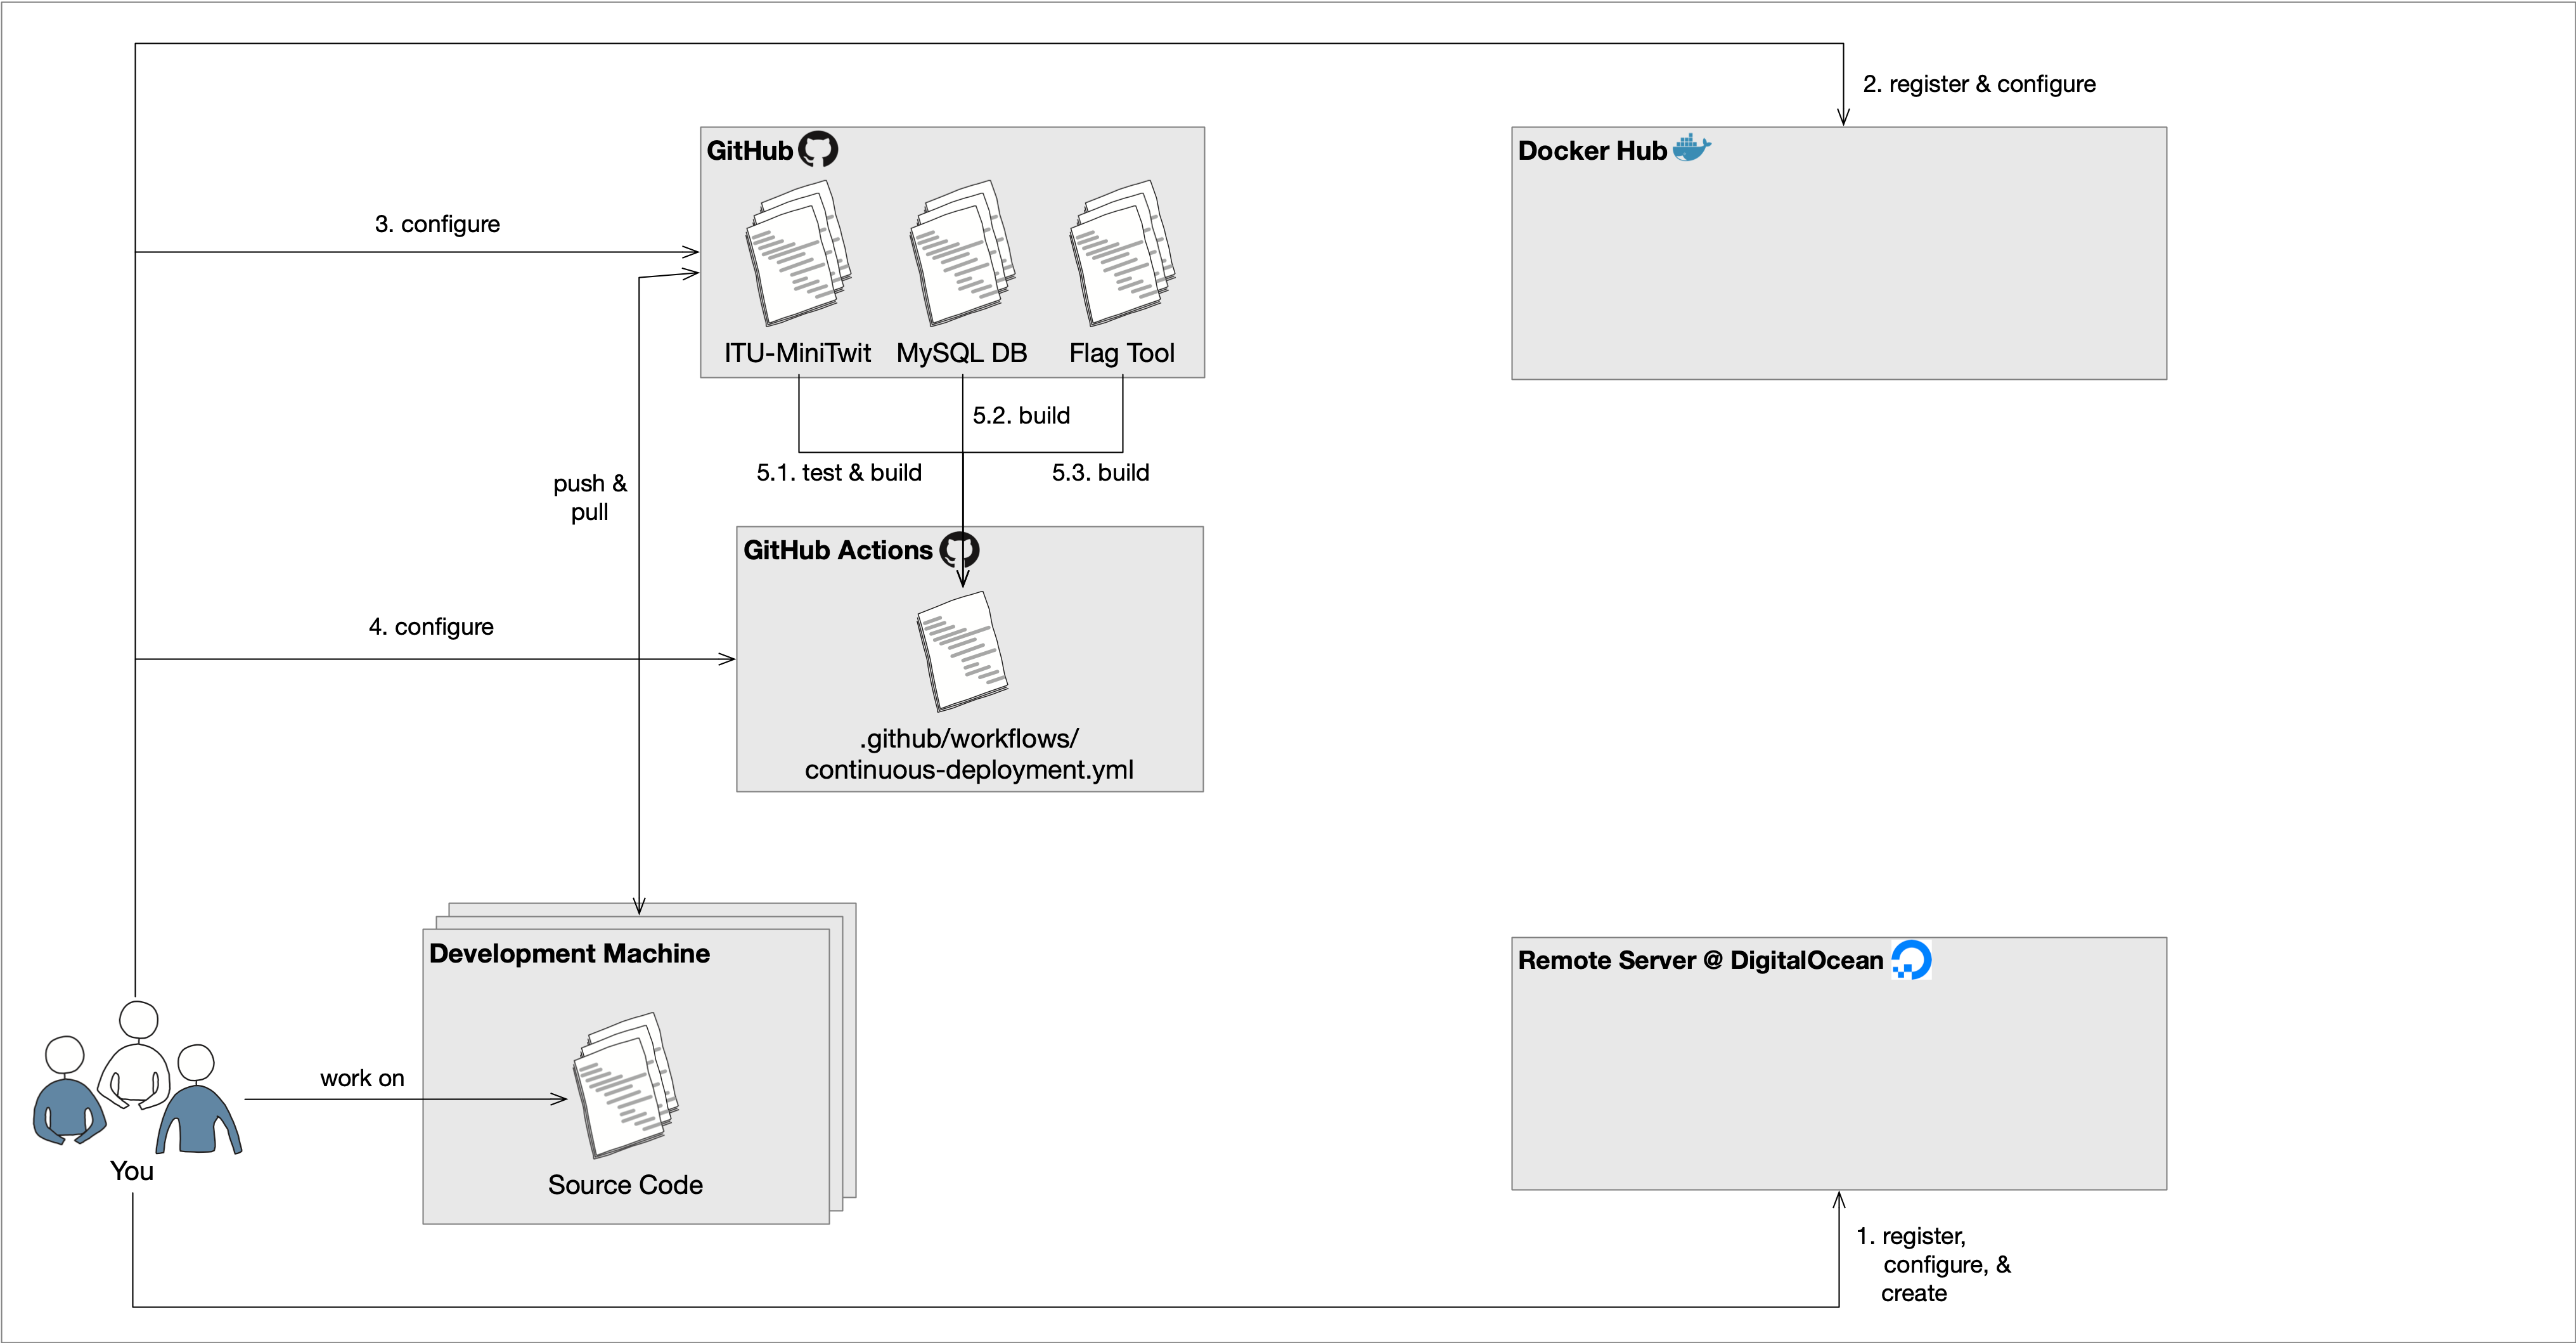 2. register & configure
GitHub
Docker Hub
3. configure
ITU-MiniTwit
MySQL DB
Flag Tool
5.2. build
5.1. test & build
5.3. build
push &
pull
GitHub Actions
4. configure
.github/workflows/
continuous-deployment.yml
Development Machine
Remote Server @ DigitalOcean
work on
You
Source Code
1. register,
configure, &
create